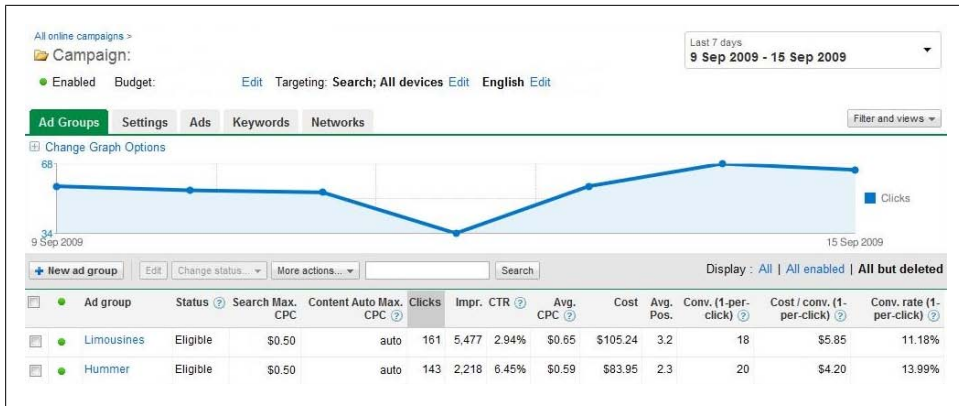 All online campaigns >
Campaign:
Last 7 days
9 Sep 2009 - 15 Sep 2009
Enabled Budget: Edit Targeting: Search; All devices Edit English Edit
Ad Groups Settings Ads Keywords Networks Filter and views
Change Graph Options
68
Clicks
34
9 Sep 2009 15 Sep 2009
New ad group Edit Change status... More actions... Search Display : All | All enabled | All but deleted
Ad group Status ? Search Max. CPC Content Auto Max. CPC ? Clicks Impr. CTR ? Avg. CPC ? Cost Avg. Pos. Conv. (1-per-click) ? Cost / conv. (1-per-click) ? Conv. rate (1-per-click) ?
Limousines Eligible $0.50 auto 161 5,477 2.94% $0.65 $105.24 3.2 18 $5.85 11.18%
Hummer Eligible $0.50 auto 143 2,218 6.45% $0.59 $83.95 2.3 20 $4.20 13.99%